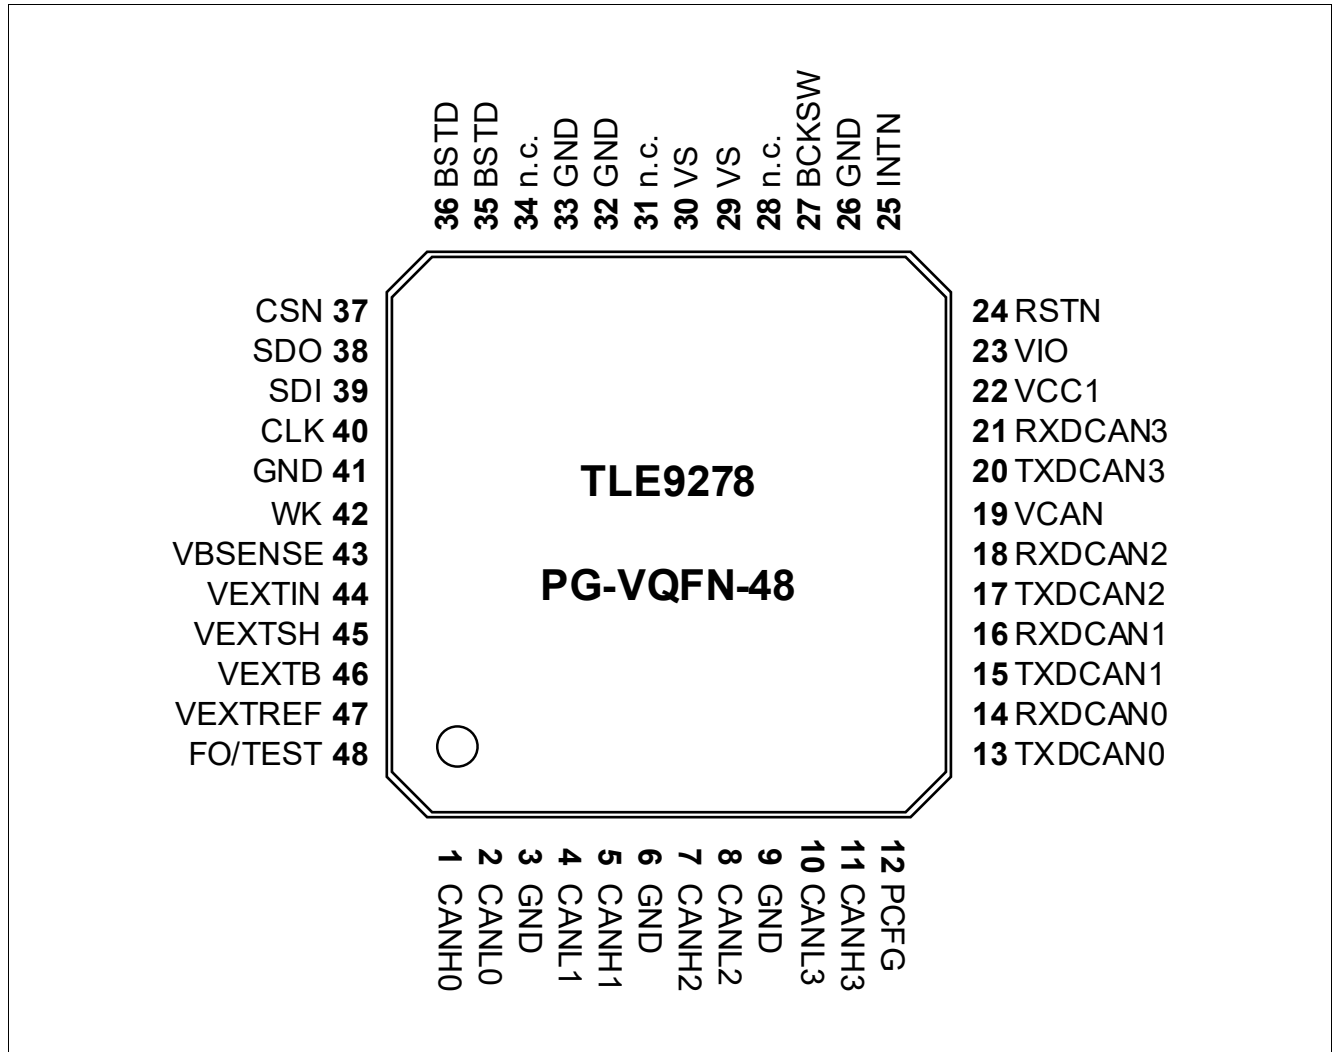 36 BSTD
35 BSTD
34 n.c.
33 GND
32 GND
31 n.c.
30 VS
29 VS
28 n.c.
27 BCKSW
26 GND
25 INTN
CSN 37
SDO 38
SDI 39
CLK 40
GND 41
WK 42
VBSENSE 43
VEXTIN 44
VEXTSH 45
VEXTB 46
VEXTREF 47
FO/TEST 48
TLE9278
PG-VQFN-48
24 RSTN
23 VIO
22 VCC1
21 RXDCAN3
20 TXDCAN3
19 VCAN
18 RXDCAN2
17 TXDCAN2
16 RXDCAN1
15 TXDCAN1
14 RXDCAN0
13 TXDCAN0
1 CANH0
2 CANL0
3 GND
4 CANL1
5 CANH1
6 GND
7 CANH2
8 CANL2
9 GND
10 CANL3
11 CANH3
12 PCFG